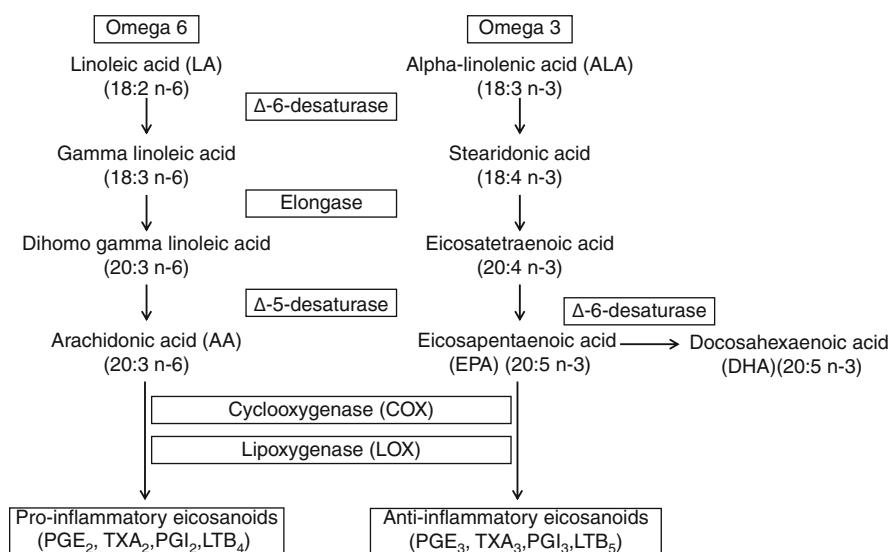 Omega 6
Omega 3
Linoleic acid (LA)
(18:2 n-6)
Alpha-linolenic acid (ALA)
(18:3 n-3)
Δ-6-desaturase
Gamma linoleic acid
(18:3 n-6)
Stearidonic acid
(18:4 n-3)
Elongase
Dihomo gamma linoleic acid
(20:3 n-6)
Eicosatetraenoic acid
(20:4 n-3)
Δ-5-desaturase
Δ-6-desaturase
Arachidonic acid (AA)
(20:3 n-6)
Eicosapentaenoic acid
(EPA) (20:5 n-3)
Docosahexaenoic acid
(DHA)(20:5 n-3)
Cyclooxygenase (COX)
Lipoxygenase (LOX)
Pro-inflammatory eicosanoids
(PGE₂, TXA₂,PGI₂,LTB₄)
Anti-inflammatory eicosanoids
(PGE₃, TXA₃,PGI₃,LTB₅)